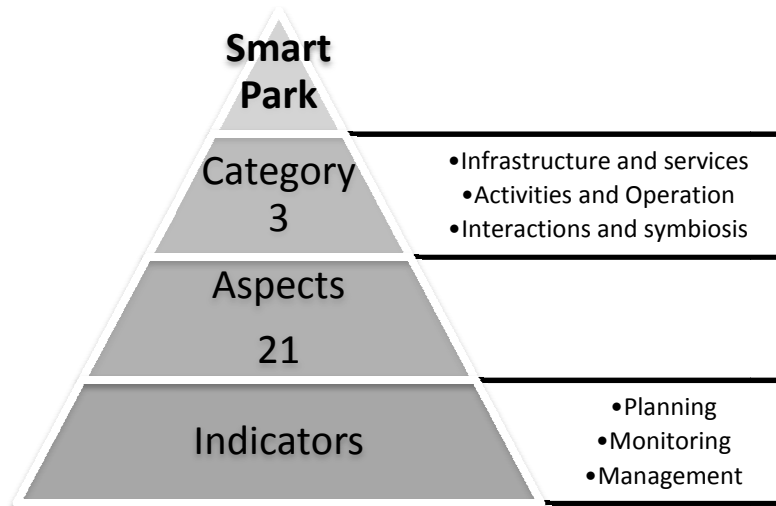 Smart
Park
Category
3
•Infrastructure and services
•Activities and Operation
•Interactions and symbiosis
Aspects
21
Indicators
•Planning
•Monitoring
•Management